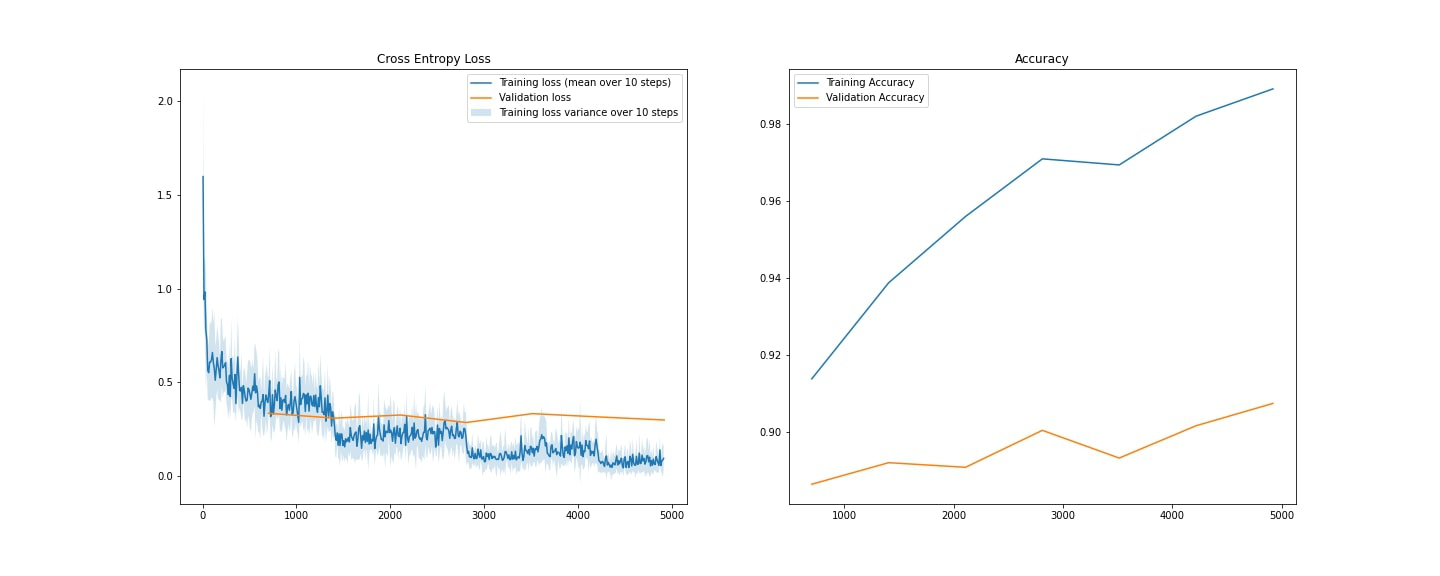 Cross Entropy Loss
Training loss (mean over 10 steps)
Validation loss
Training loss variance over 10 steps
2.0
1.5
1.0
0.5
0.0
0 1000 2000 3000 4000 5000
Accuracy
Training Accuracy
Validation Accuracy
0.98
0.96
0.94
0.92
0.90
1000 2000 3000 4000 5000